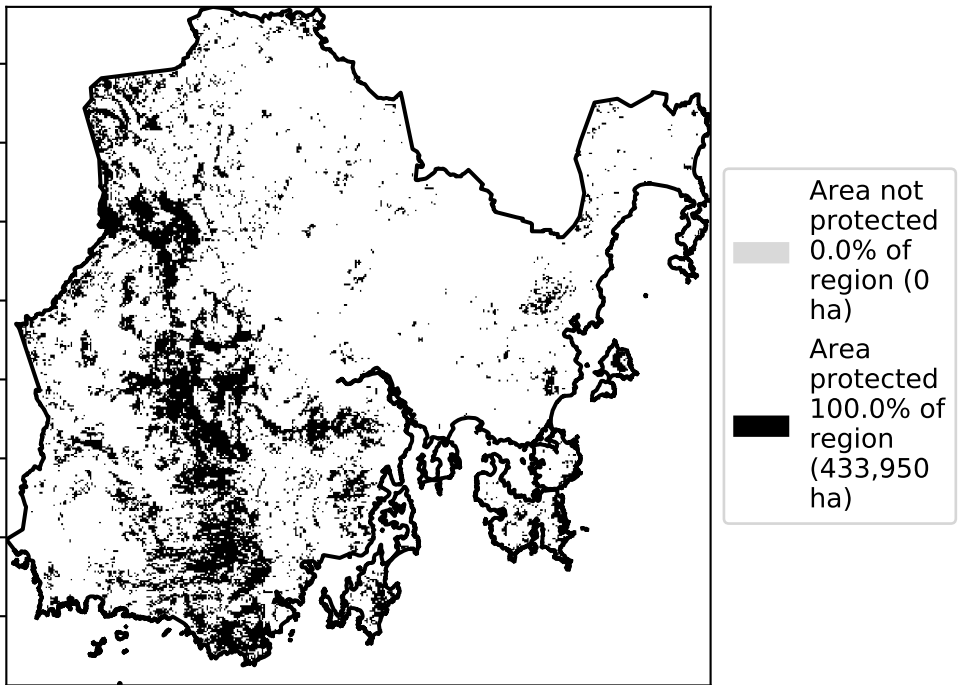 Area not
protected
0.0% of
region (0
ha)
Area
protected
100.0% of
region
(433,950
ha)